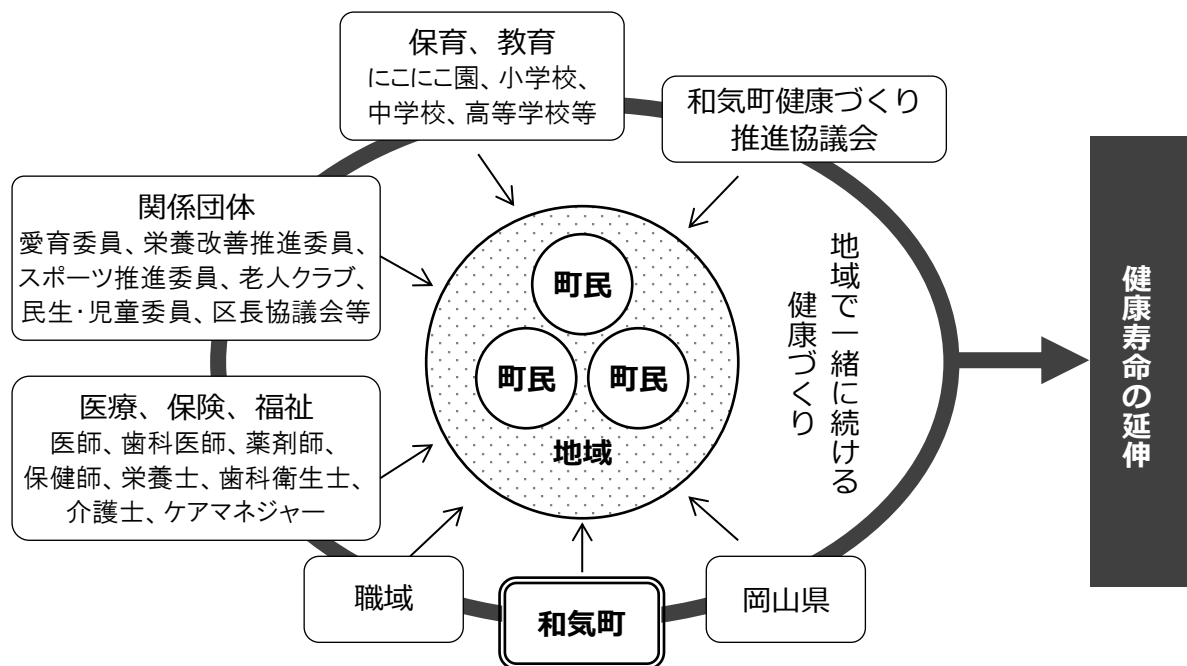 保育、教育
にこにこ園、小学校、
中学校、高等学校等
和気町健康づくり
推進協議会
関係団体
愛育委員、栄養改善推進委員、
スポーツ推進委員、老人クラブ、
民生・児童委員、区長協議会等
町民
町民
町民
地域
地域で一緒に続ける
健康づくり
健康寿命の延伸
医療、保険、福祉
医師、歯科医師、薬剤師、
保健師、栄養士、歯科衛生士、
介護士、ケアマネジャー
職域
和気町
岡山県